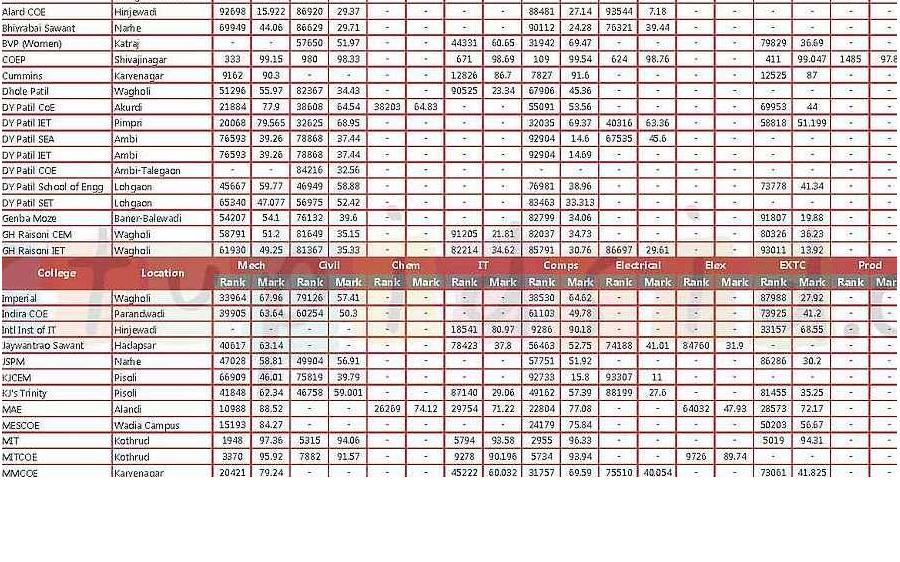 Alard COE Hinjewadi 92698 15.922 86920 29.37 - - - - 88481 27.14 93544 7.18 - - - - - -
Bhivrabai Sawant Narhe 69949 44.06 86629 29.71 - - - - 90112 24.28 76321 39.44 - - - - - -
BVP (Women) Katraj - - 57650 51.97 - - 44331 60.65 31942 69.47 - - - - 79829 36.69 - -
COEP Shivajinagar 333 99.15 980 98.33 - - 671 98.69 109 99.54 624 98.76 - - 411 99.047 1485 97.8
Cummins Karvenagar 9162 90.3 - - - - 12826 86.7 7827 91.6 - - - - 12525 87 - -
Dhole Patil Wagholi 51296 55.97 82367 34.43 - - 90525 23.34 67906 45.36 - - - - - - - -
DY Patil CoE Akurdi 21884 77.9 38608 64.54 38203 64.83 - - 55091 53.56 - - - - 69953 44 - -
DY Patil IET Pimpri 20068 79.565 32625 68.95 - - - - 32035 69.37 40316 63.36 - - 58818 51.199 - -
DY Patil SEA Ambi 76593 39.26 78868 37.44 - - - - 92904 14.6 67535 45.6 - - - - - -
DY Patil IET Ambi 76593 39.26 78868 37.44 - - - - 92904 14.69 - - - - - - - -
DY Patil COE Ambi-Talegaon - - 84216 32.56 - - - - - - - - - - - - - -
DY Patil School of Engg Lohgaon 45667 59.77 46949 58.88 - - - - 76981 38.96 - - - - 73778 41.34 - -
DY Patil SET Lohgaon 65340 47.077 56975 52.42 - - - - 83463 33.313 - - - - - - - -
Genba Moze Baner-Balewadi 54207 54.1 76132 39.6 - - - - 82799 34.06 - - - - 91807 19.88 - -
GH Raisoni CEM Wagholi 58791 51.2 81649 35.15 - - 91205 21.81 82037 34.73 - - - - 80326 36.23 - -
GH Raisoni IET Wagholi 61930 49.25 81367 35.33 - - 82214 34.62 85791 30.76 86697 29.61 - - 93011 13.92 - -
College Location Mech Civil Chem IT Comps Electrical Elex EXTC Prod
Rank Mark Rank Mark Rank Mark Rank Mark Rank Mark Rank Mark Rank Mark Rank Mark Rank Mar
Imperial Wagholi 33964 67.96 79126 57.41 - - - - 38530 64.62 - - - - 87988 27.92 - -
Indira COE Parandwadi 39905 63.64 60254 50.3 - - - - 61103 49.78 - - - - 73925 41.2 - -
Intl Inst of IT Hinjewadi - - - - - - 18541 80.97 9286 90.18 - - - - 33157 68.55 - -
Jaywantrao Sawant Hadapsar 40617 63.14 - - - - 78423 37.8 56463 52.75 74188 41.01 84760 31.9 - - - -
JSPM Narhe 47028 58.81 49904 56.91 - - - - 57751 51.92 - - - - 86286 30.2 - -
KJCEM Pisoli 66909 46.01 75819 39.79 - - - - 92733 15.8 93307 11 - - - - - -
KJ's Trinity Pisoli 41848 62.34 46758 59.001 - - 87140 29.06 49162 57.39 88199 27.6 - - 81455 35.25 - -
MAE Alandi 10988 88.52 - - 26269 74.12 29754 71.22 22804 77.08 - - 64032 47.93 28573 72.17 - -
MESCOE Wadia Campus 15193 84.27 - - - - - - 24179 75.84 - - - - 50203 56.67 - -
MIT Kothrud 1948 97.36 5315 94.06 - - 5794 93.58 2955 96.33 - - - - 5019 94.31 - -
MITCOE Kothrud 3370 95.92 7882 91.57 - - 9278 90.196 5734 93.94 - - 9726 89.74 - - - -
MMCOE Karvenagar 20421 79.24 - - - - 45222 60.032 31757 69.59 75510 40.054 - - 73061 41.825 - -